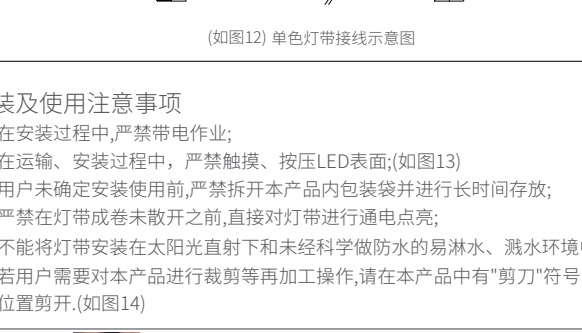 (如图12) 单色灯带接线示意图
装及使用注意事项
在安装过程中,严禁带电作业;
在运输、安装过程中，严禁触摸、按压LED表面;(如图13)
用户未确定安装使用前,严禁拆开本产品内包装袋并进行长时间存放;
严禁在灯带成卷未散开之前,直接对灯带进行通电点亮;
不能将灯带安装在太阳光直射下和未经科学做防水的易淋水、溅水环境
若用户需要对本产品进行裁剪等再加工操作,请在本产品中有"剪刀"符号
位置剪开.(如图14)